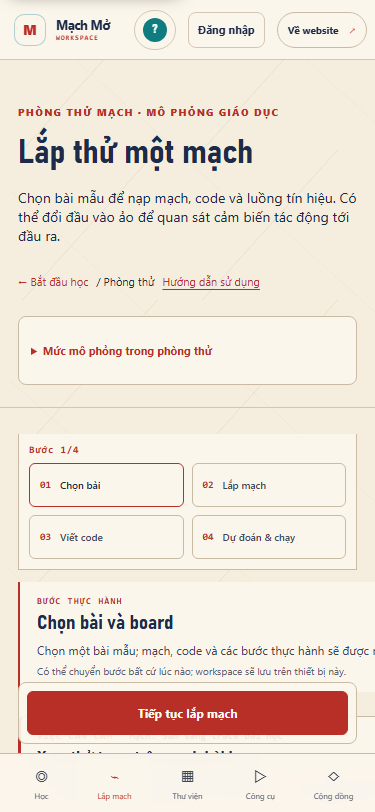 M
Mạch Mở
WORKSPACE
?
Đăng nhập
Về website ↗
PHÒNG THỬ MẠCH · MÔ PHỎNG GIÁO DỤC
Lắp thử một mạch
Chọn bài mẫu để nạp mạch, code và luồng tín hiệu. Có
thể đổi đầu vào ảo để quan sát cảm biến tác động tới
đầu ra.
← Bắt đầu học / Phòng thử Hướng dẫn sử dụng
▶ Mức mô phỏng trong phòng thử
Bước 1/4
01 Chọn bài
02 Lắp mạch
03 Viết code
04 Dự đoán & chạy
BƯỚC THỰC HÀNH
Chọn bài và board
Chọn một bài mẫu; mạch, code và các bước thực hành sẽ được
Có thể chuyển bước bất cứ lúc nào; workspace sẽ lưu trên thiết bị này.
Tiếp tục lắp mạch
Học
Lắp mạch
Thư viện
Công cụ
Cộng đồng